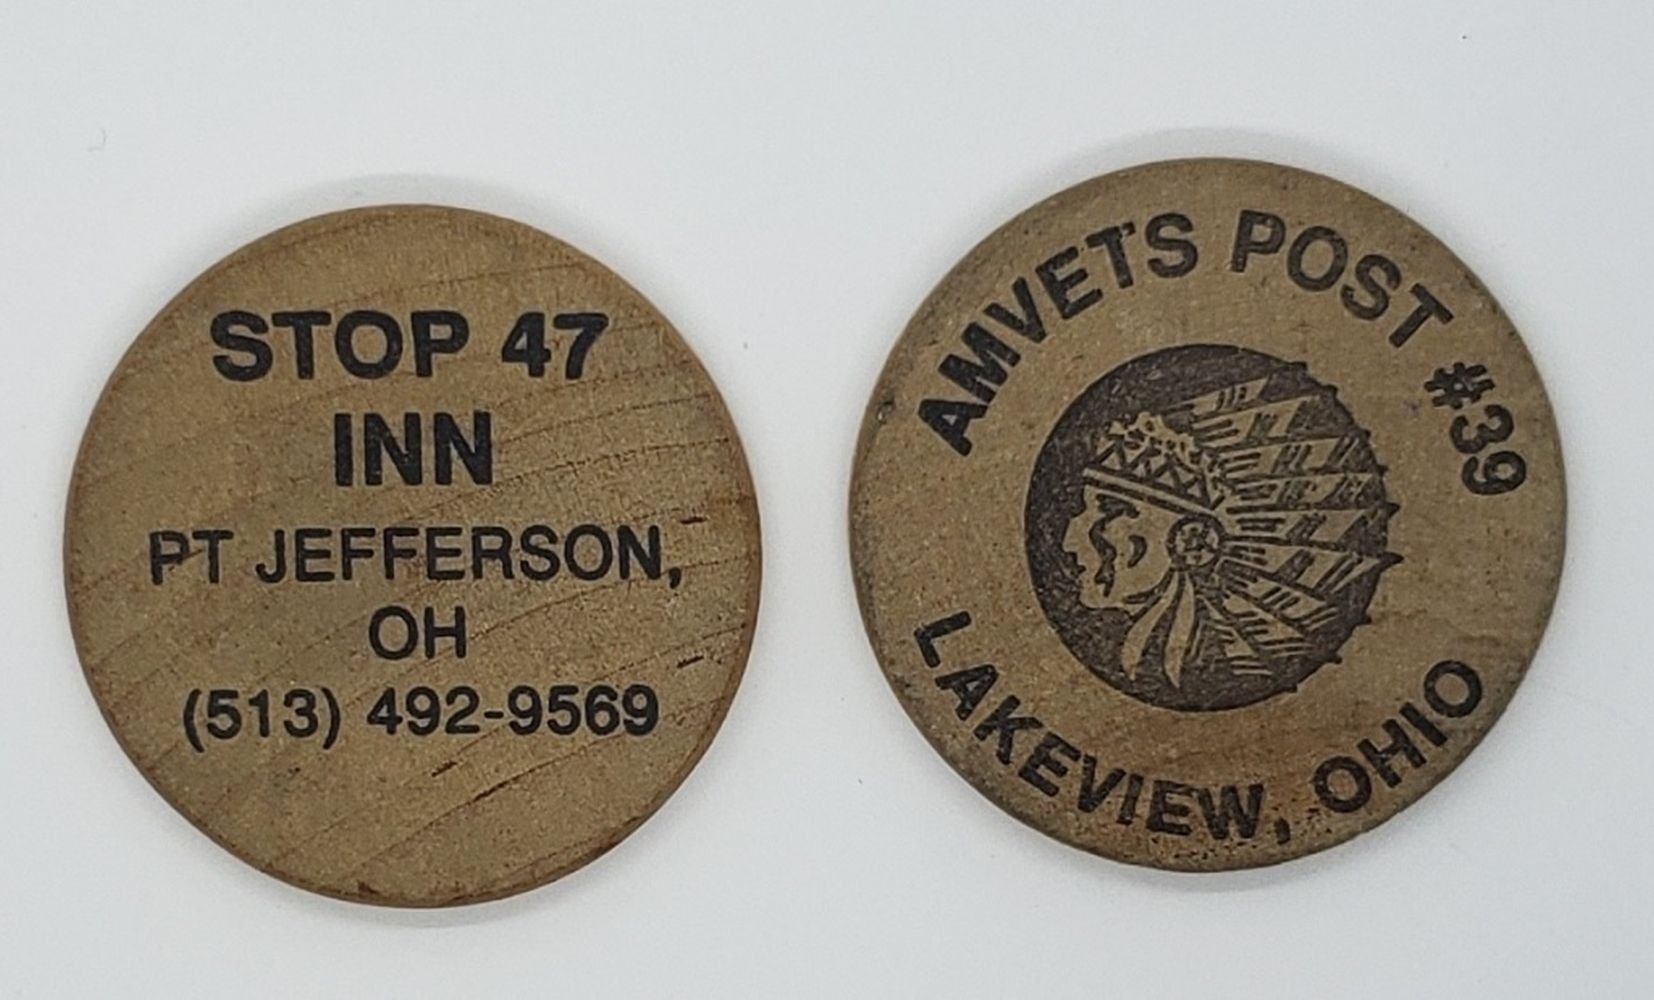 STOP 47
INN
PT JEFFERSON,
OH
(513) 492-9569
AMVETS POST #39
LAKEVIEW, OHIO